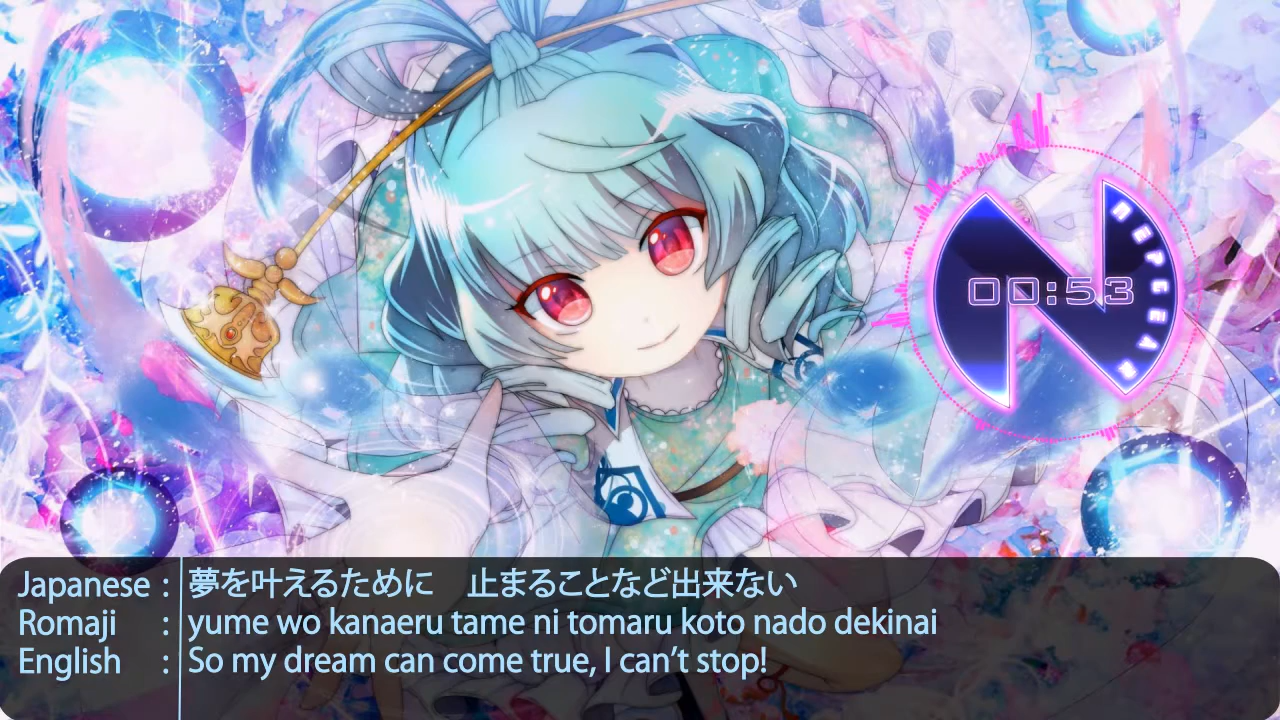 00:53
NOPEEAR
Japanese : 夢を叶えるために　止まることなど出来ない
Romaji : yume wo kanaeru tame ni tomaru koto nado dekinai
English : So my dream can come true, I can't stop!